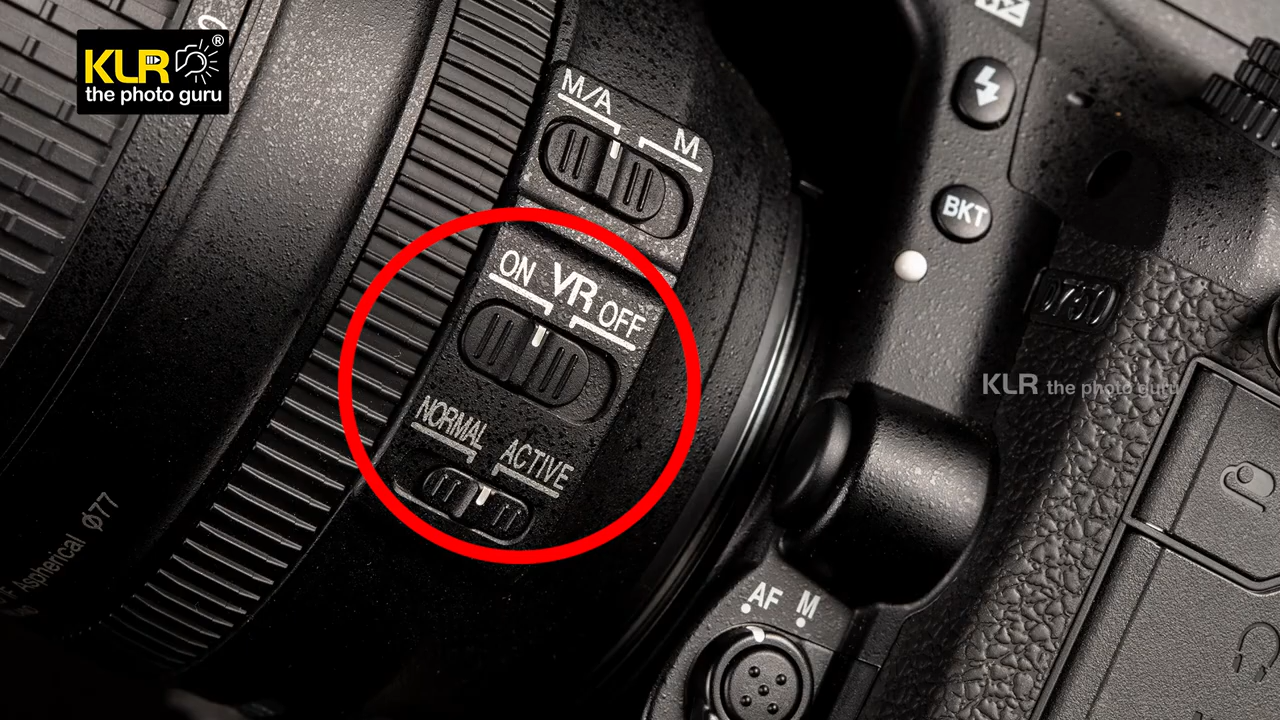 KLR
the photo guru
®
M/A
M
ON VR OFF
NORMAL
ACTIVE
BKT
D750
KLR the photo guru
AF M
Aspherical Ø77